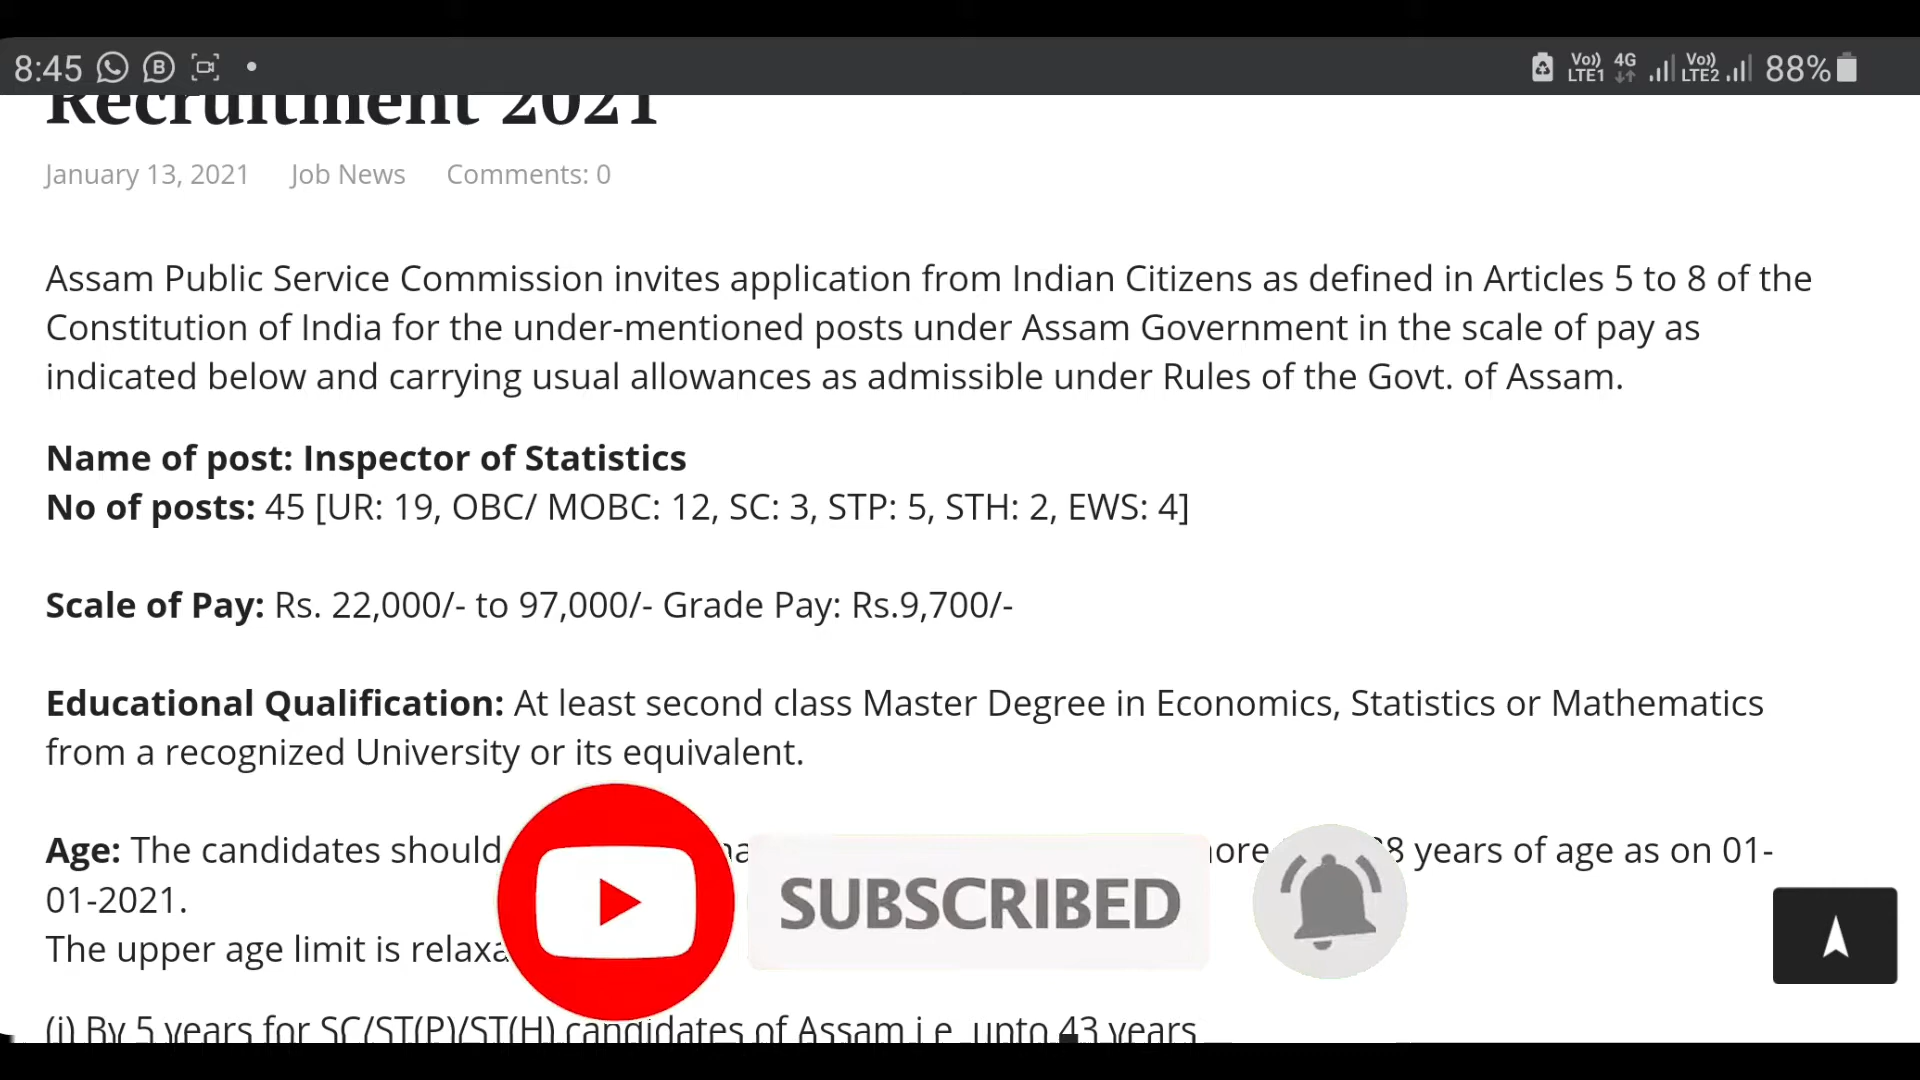 8:45 B Vo)) LTE1 4G Vo)) LTE2 88%
Recruitment 2021
January 13, 2021 Job News Comments: 0
Assam Public Service Commission invites application from Indian Citizens as defined in Articles 5 to 8 of the
Constitution of India for the under-mentioned posts under Assam Government in the scale of pay as
indicated below and carrying usual allowances as admissible under Rules of the Govt. of Assam.
Name of post: Inspector of Statistics
No of posts: 45 [UR: 19, OBC/ MOBC: 12, SC: 3, STP: 5, STH: 2, EWS: 4]
Scale of Pay: Rs. 22,000/- to 97,000/- Grade Pay: Rs.9,700/-
Educational Qualification: At least second class Master Degree in Economics, Statistics or Mathematics
from a recognized University or its equivalent.
Age: The candidates should years of age as on 01-
01-2021.
SUBSCRIBED
The upper age limit is
(i) By 5 years for SC/ST(P)/ST(H) candidates of Assam i.e. upto 43 years